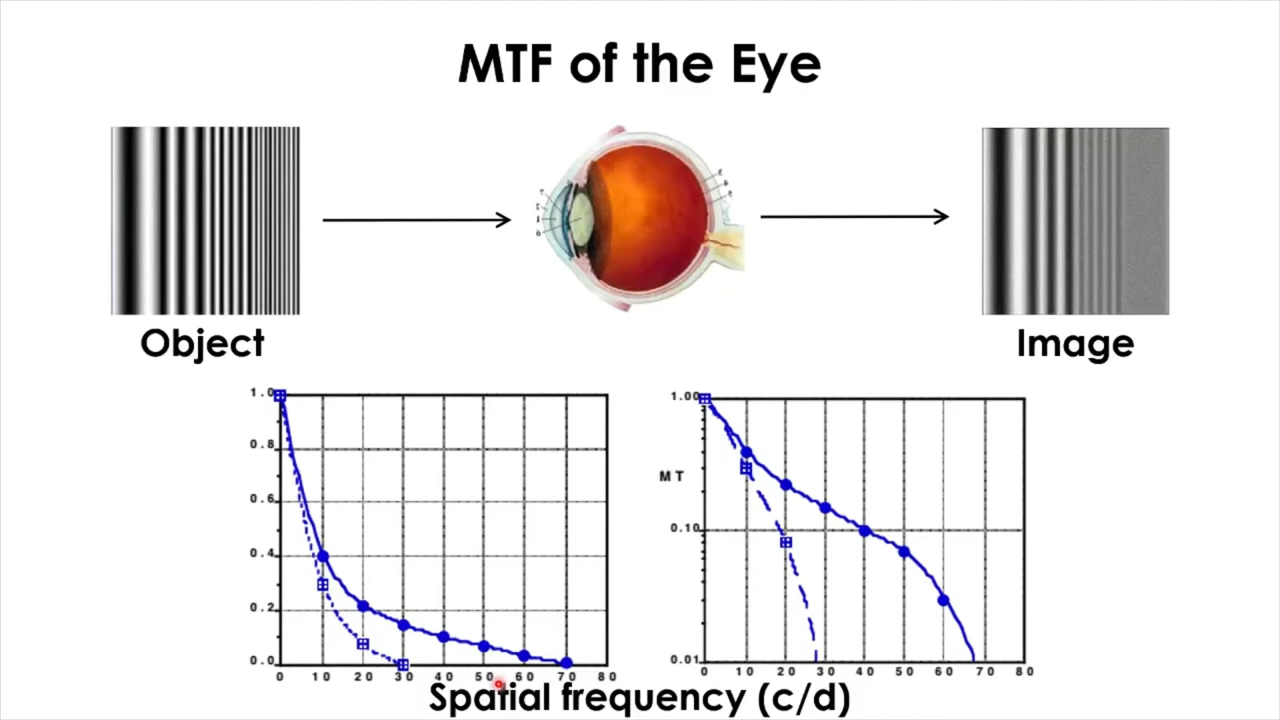 MTF of the Eye
Object
Image
1.0
0.8
0.6
0.4
0.2
0.0
0 10 20 30 40 50 60 70 80
1.00
MT
0.10
0.01
0 10 20 30 40 50 60 70 80
Spatial frequency (c/d)